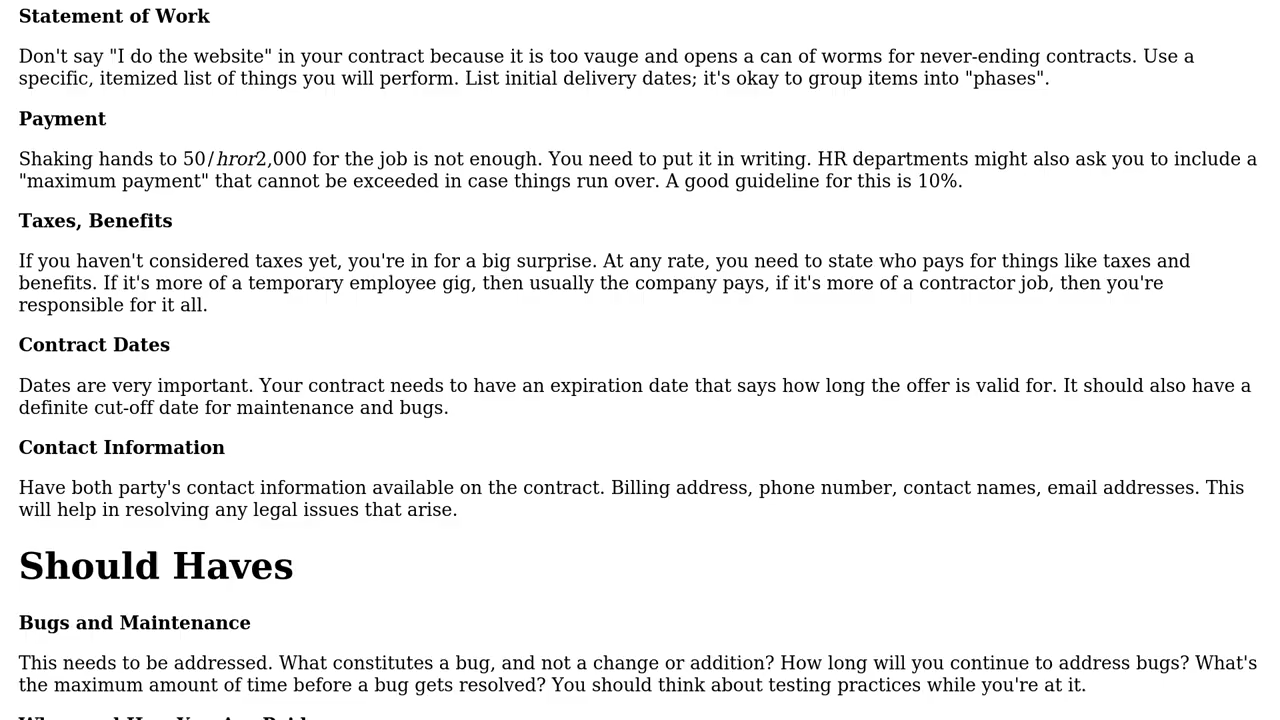 Statement of Work
Don't say "I do the website" in your contract because it is too vauge and opens a can of worms for never-ending contracts. Use a
specific, itemized list of things you will perform. List initial delivery dates; it's okay to group items into "phases".
Payment
Shaking hands to 50/hror2,000 for the job is not enough. You need to put it in writing. HR departments might also ask you to include a
"maximum payment" that cannot be exceeded in case things run over. A good guideline for this is 10%.
Taxes, Benefits
If you haven't considered taxes yet, you're in for a big surprise. At any rate, you need to state who pays for things like taxes and
benefits. If it's more of a temporary employee gig, then usually the company pays, if it's more of a contractor job, then you're
responsible for it all.
Contract Dates
Dates are very important. Your contract needs to have an expiration date that says how long the offer is valid for. It should also have a
definite cut-off date for maintenance and bugs.
Contact Information
Have both party's contact information available on the contract. Billing address, phone number, contact names, email addresses. This
will help in resolving any legal issues that arise.
Should Haves
Bugs and Maintenance
This needs to be addressed. What constitutes a bug, and not a change or addition? How long will you continue to address bugs? What's
the maximum amount of time before a bug gets resolved? You should think about testing practices while you're at it.